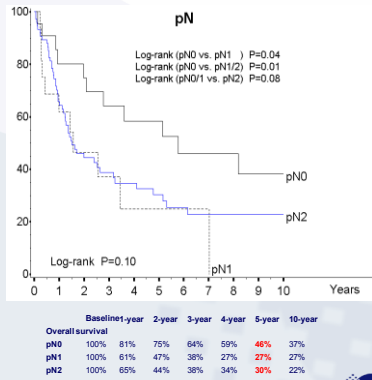 pN
100
Log-rank (pN0 vs. pN1 ) P=0.04
Log-rank (pN0 vs. pN1/2) P=0.01
Log-rank (pN0/1 vs. pN2) P=0.08
80
60
40
pN0
20
pN2
Log-rank P=0.10
pN1
0
0 1 2 3 4 5 6 7 8 9 10 Years
Baseline 1-year 2-year 3-year 4-year 5-year 10-year
Overall survival
pN0 100% 81% 75% 64% 59% 46% 37%
pN1 100% 61% 47% 38% 27% 27% 27%
pN2 100% 65% 44% 38% 34% 30% 22%